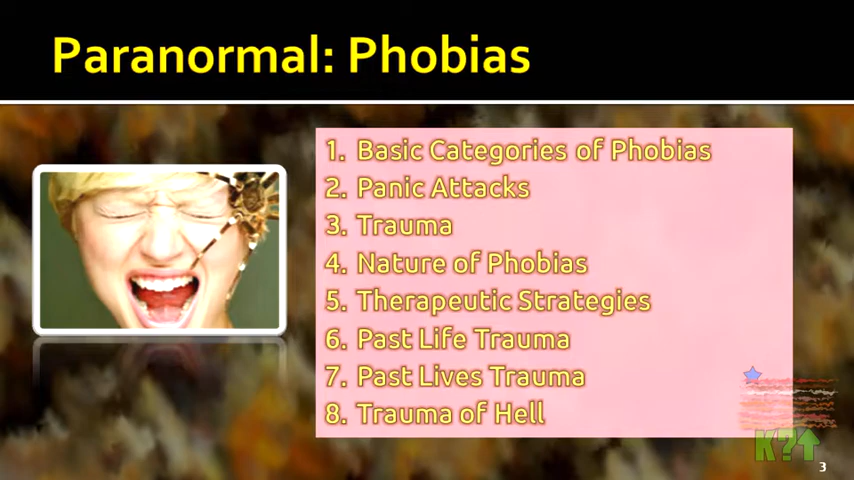 Paranormal: Phobias
1. Basic Categories of Phobias
2. Panic Attacks
3. Trauma
4. Nature of Phobias
5. Therapeutic Strategies
6. Past Life Trauma
7. Past Lives Trauma
8. Trauma of Hell
K?↑
3